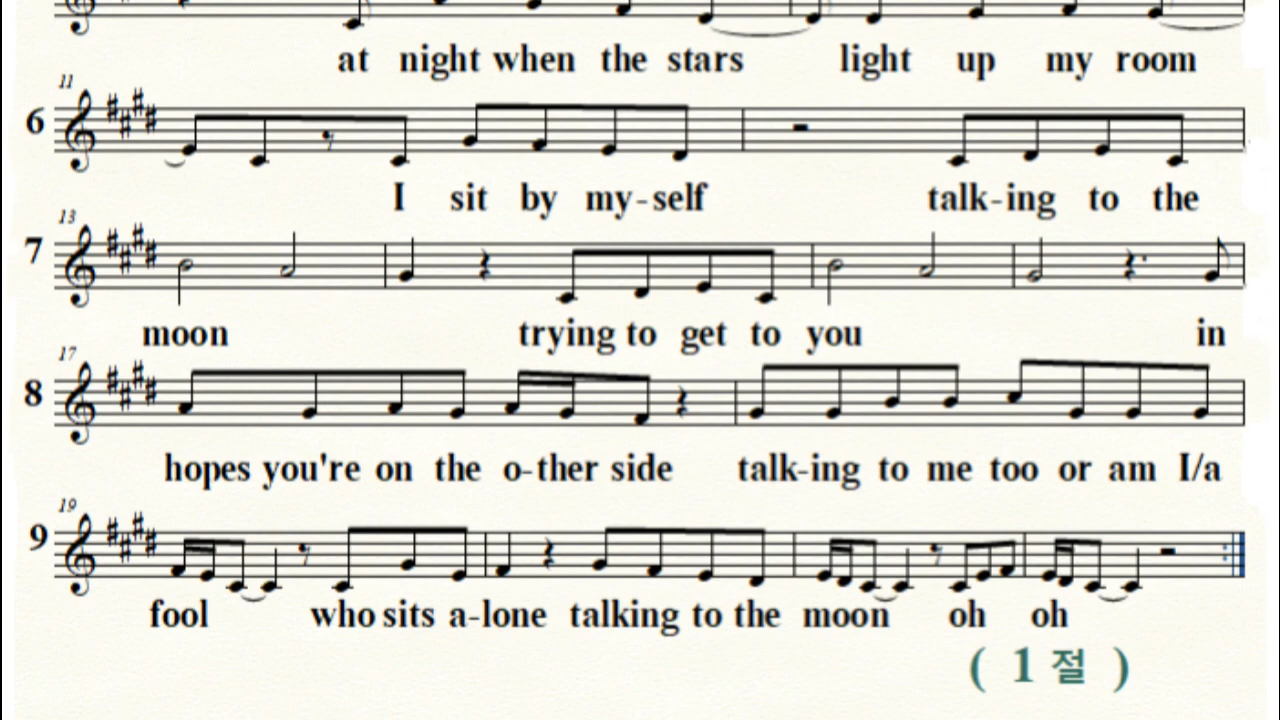 at night when the stars light up my room
11
6
I sit by my-self talk-ing to the
13
7
moon trying to get to you in
17
8
hopes you're on the o-ther side talk-ing to me too or am I/a
19
9
fool who sits a-lone talking to the moon oh oh
( 1 절 )